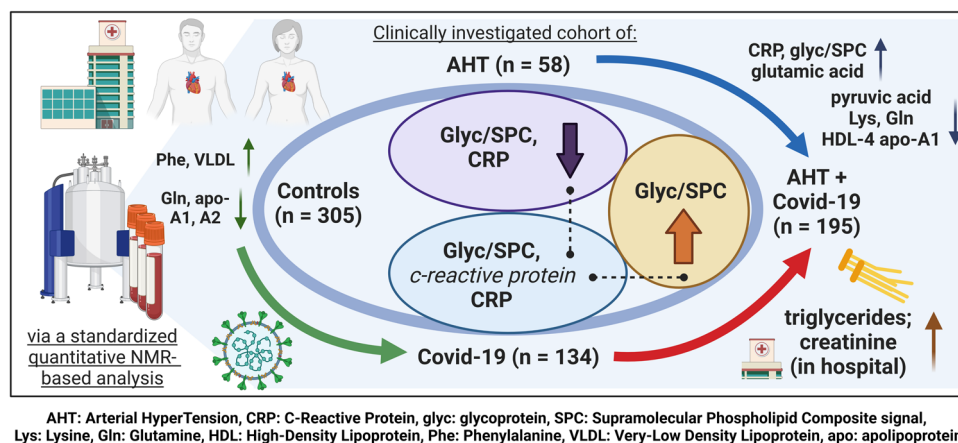 Clinically investigated cohort of:
AHT (n = 58)
CRP, glyc/SPC
glutamic acid
pyruvic acid
Lys, Gln
HDL-4 apo-A1
Phe, VLDL
Gln, apo-
A1, A2
Controls
(n = 305)
Glyc/SPC,
CRP
Glyc/SPC
Glyc/SPC,
c-reactive protein
CRP
AHT +
Covid-19
(n = 195)
via a standardized
quantitative NMR-
based analysis
Covid-19 (n = 134)
triglycerides;
creatinine
(in hospital)
AHT: Arterial HyperTension, CRP: C-Reactive Protein, glyc: glycoprotein, SPC: Supramolecular Phospholipid Composite signal,
Lys: Lysine, Gln: Glutamine, HDL: High-Density Lipoprotein, Phe: Phenylalanine, VLDL: Very-Low Density Lipoprotein, apo: apolipoprotein